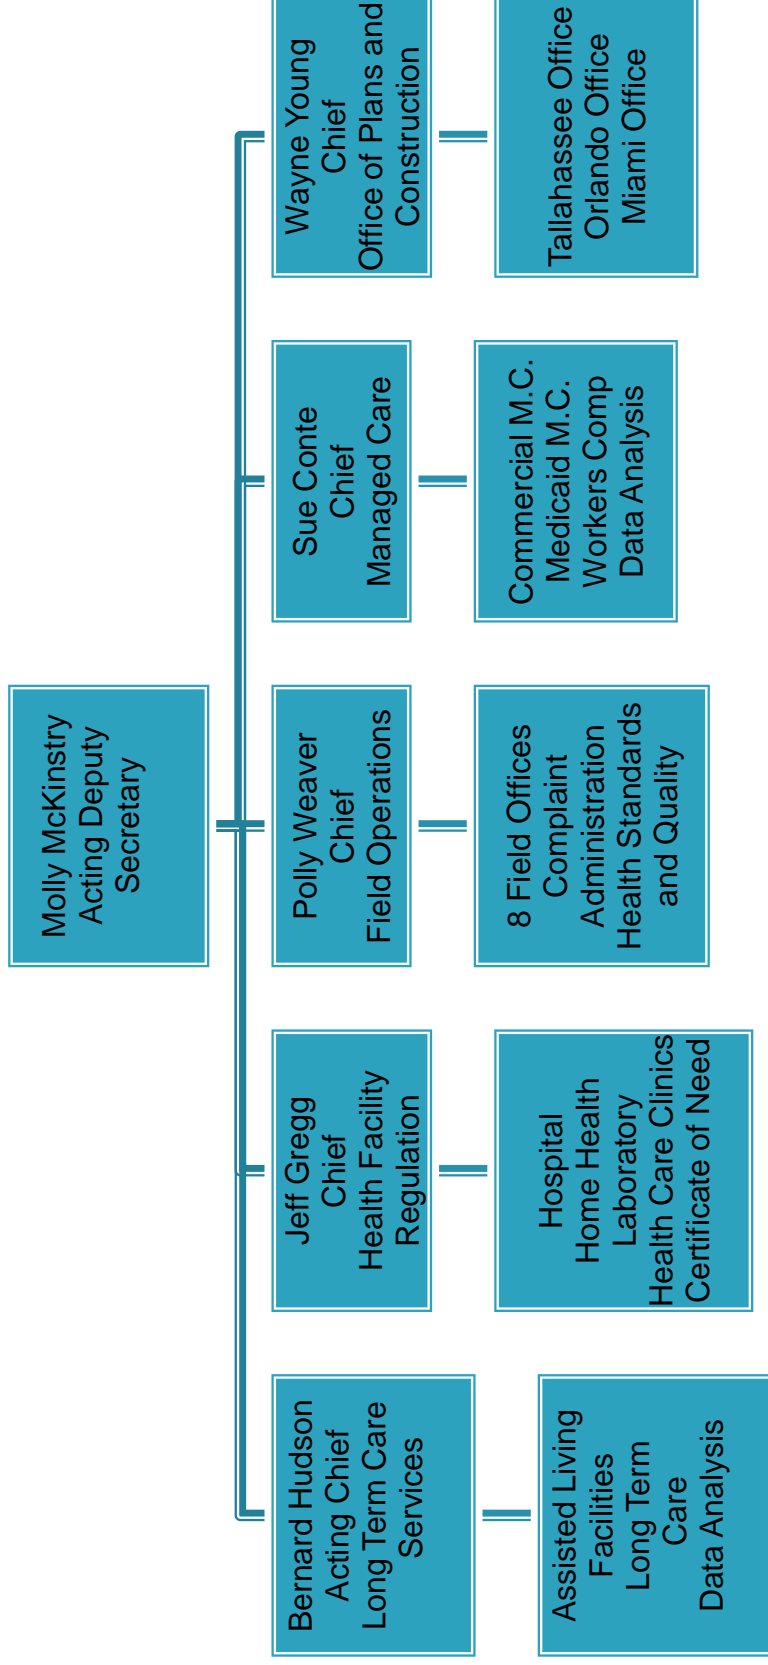 Molly McKinstry
Acting Deputy
Secretary
Bernard Hudson
Acting Chief
Long Term Care
Services
Jeff Gregg
Chief
Health Facility
Regulation
Polly Weaver
Chief
Field Operations
Sue Conte
Chief
Managed Care
Wayne Young
Chief
Office of Plans and
Construction
Assisted Living
Facilities
Long Term
Care
Data Analysis
Hospital
Home Health
Laboratory
Health Care Clinics
Certificate of Need
8 Field Offices
Complaint
Administration
Health Standards
and Quality
Commercial M.C.
Medicaid M.C.
Workers Comp
Data Analysis
Tallahassee Office
Orlando Office
Miami Office